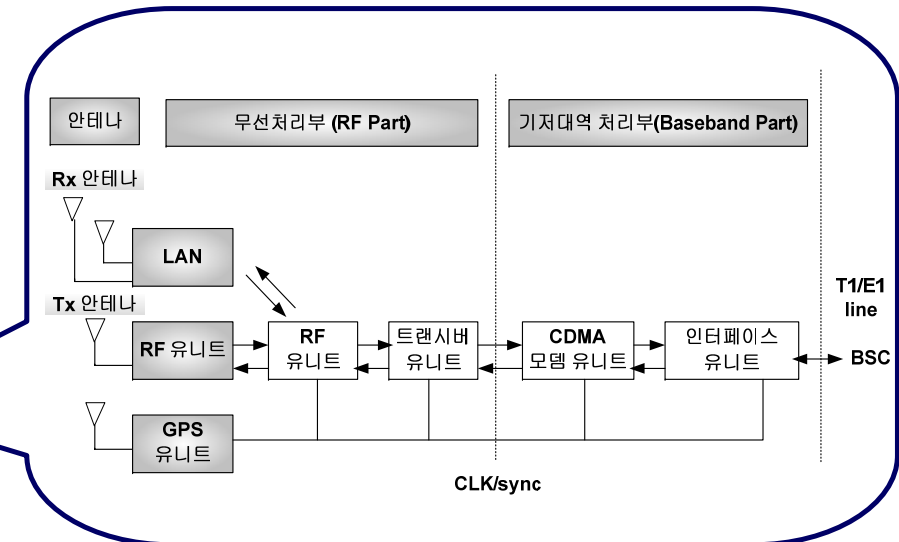 안테나
무선처리부 (RF Part)
기저대역 처리부(Baseband Part)
Rx 안테나
LAN
Tx 안테나
RF 유니트
RF
유니트
트랜시버
유니트
CDMA
모뎀 유니트
인터페이스
유니트
T1/E1
line
BSC
GPS
유니트
CLK/sync